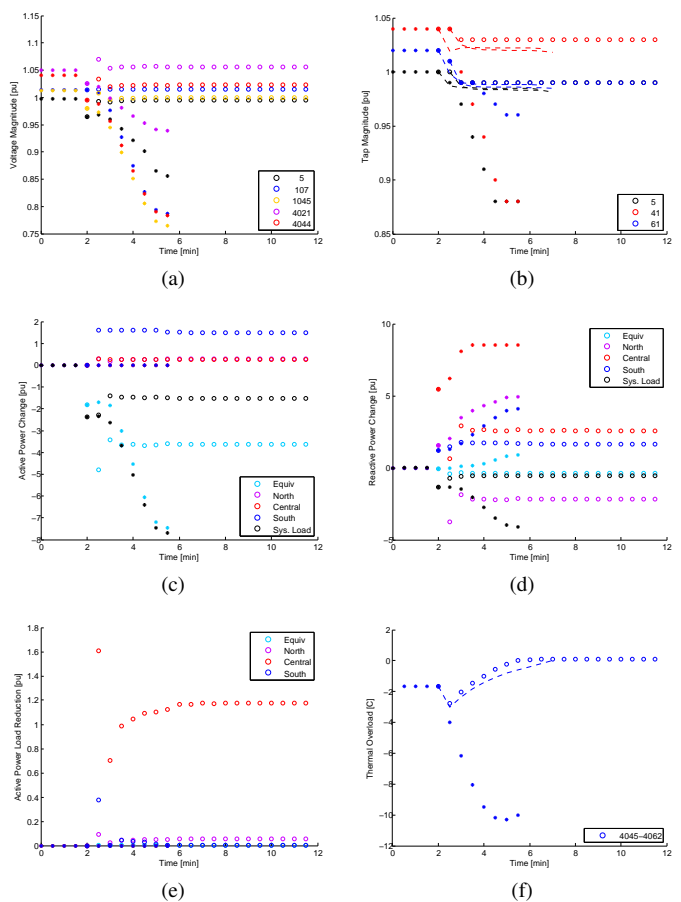 1.15
1.1
1.05
1
0.95
0.9
0.85
0.8
0.75
0 2 4 6 8 10 12
Voltage Magnitude [pu]
Time [min]
5
107
1045
4021
4044
(a)
1.05
1
0.95
0.9
0.85
0 2 4 6 8 10 12
Tap Magnitude [pu]
Time [min]
5
41
61
(b)
2
1
0
−1
−2
−3
−4
−5
−6
−7
−8
0 2 4 6 8 10 12
Active Power Change [pu]
Time [min]
Equiv
North
Central
South
Sys. Load
(c)
10
5
0
−5
0 2 4 6 8 10 12
Reactive Power Change [pu]
Time [min]
Equiv
North
Central
South
Sys. Load
(d)
1.8
1.6
1.4
1.2
1
0.8
0.6
0.4
0.2
0
0 2 4 6 8 10 12
Active Power Load Reduction [pu]
Time [min]
Equiv
North
Central
South
(e)
2
0
−2
−4
−6
−8
−10
−12
0 2 4 6 8 10 12
Thermal Overload [C]
Time [min]
4045−4062
(f)